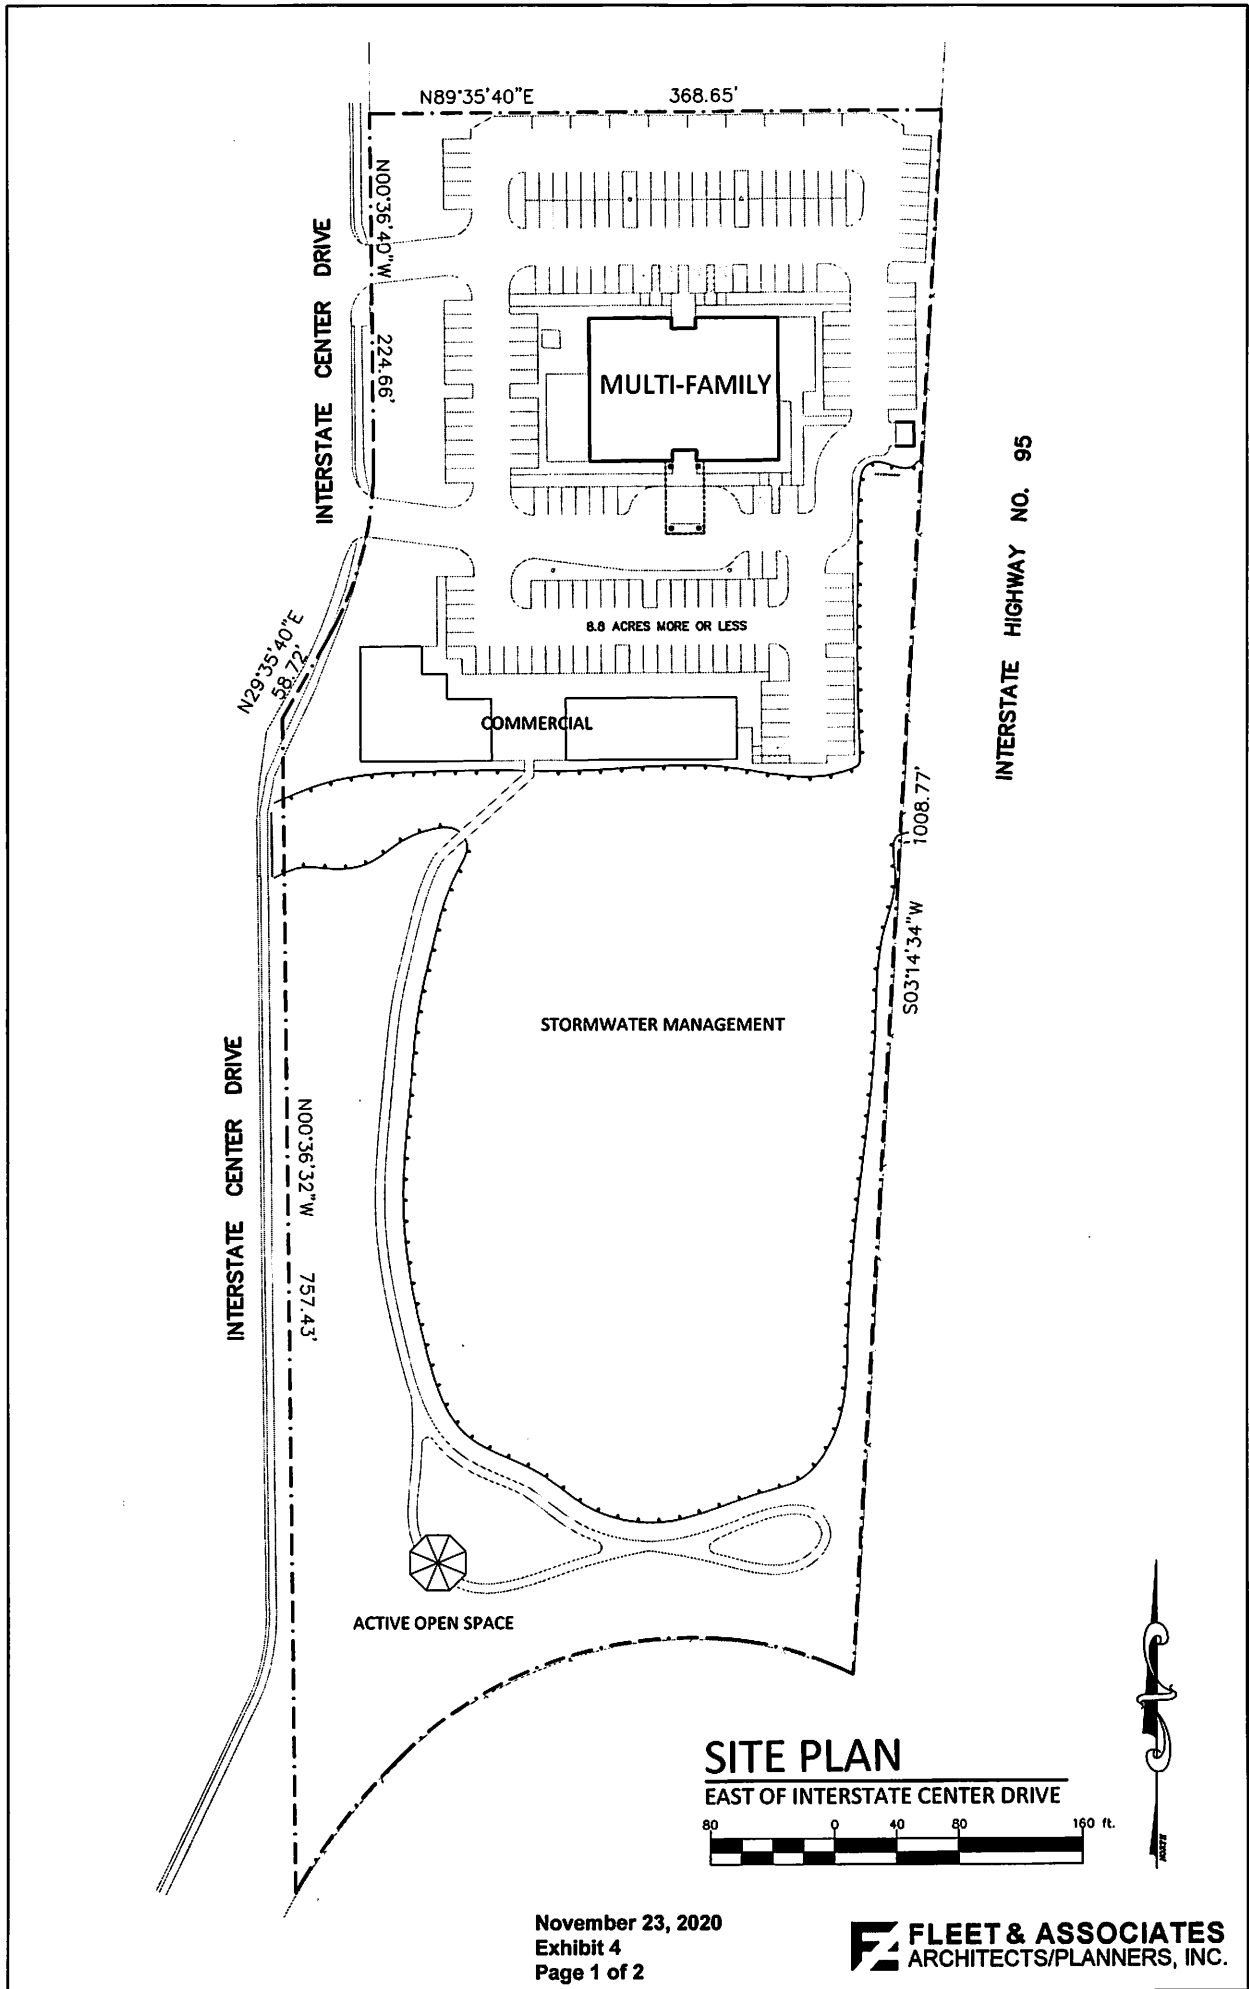 N89°35'40"E 368.65'
N00°36'40"W 224.66'
INTERSTATE CENTER DRIVE
MULTI-FAMILY
INTERSTATE HIGHWAY NO. 95
N29°35'40"E
58.72'
8.8 ACRES MORE OR LESS
COMMERCIAL
1008.77'
S03°14'34"W
STORMWATER MANAGEMENT
INTERSTATE CENTER DRIVE
N00°36'32"W 757.43'
ACTIVE OPEN SPACE
SITE PLAN
EAST OF INTERSTATE CENTER DRIVE
80 0 40 80 160 ft.
NORTH
November 23, 2020
Exhibit 4
Page 1 of 2
FLEET & ASSOCIATES
ARCHITECTS/PLANNERS, INC.